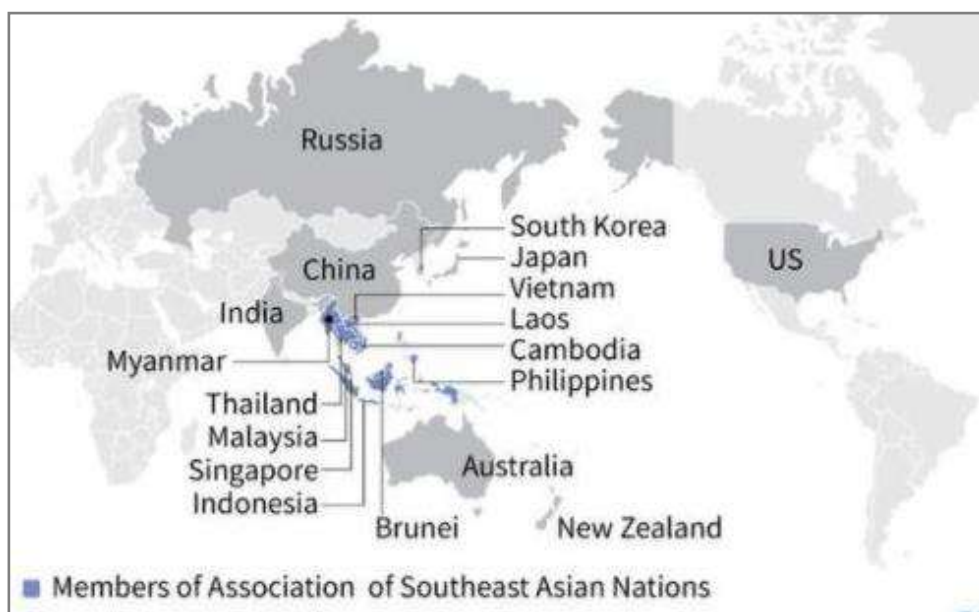 Russia
South Korea
Japan
China
US
Vietnam
India
Laos
Cambodia
Myanmar
Philippines
Thailand
Malaysia
Singapore
Australia
Indonesia
Brunei
New Zealand
Members of Association of Southeast Asian Nations